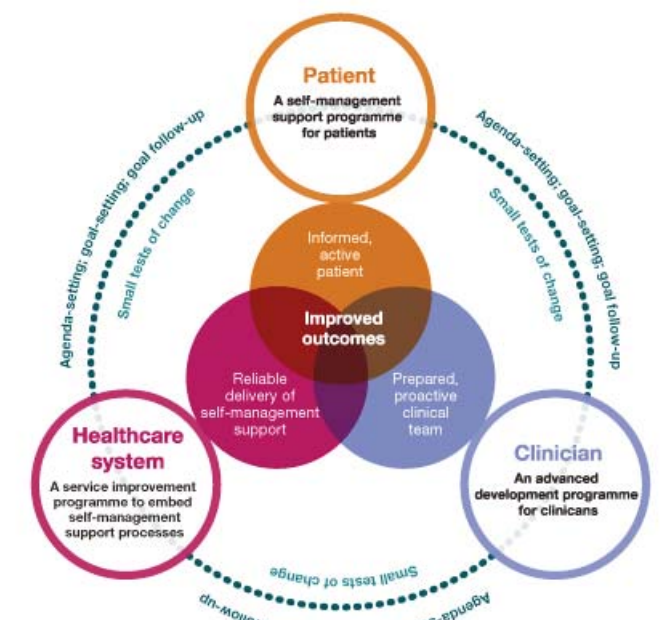 Patient
A self-management
support programme
for patients
Agenda-setting; goal-setting; goal follow-up
Small tests of change
Agenda-setting; goal-setting; goal follow-up
Small tests of change
Informed,
active
patient
Improved
outcomes
Reliable
delivery of
self-management
support
Prepared,
proactive
clinical
team
Healthcare
system
A service improvement
programme to embed
self-management
support processes
Clinician
An advanced
development programme
for clinicans
Small tests of change